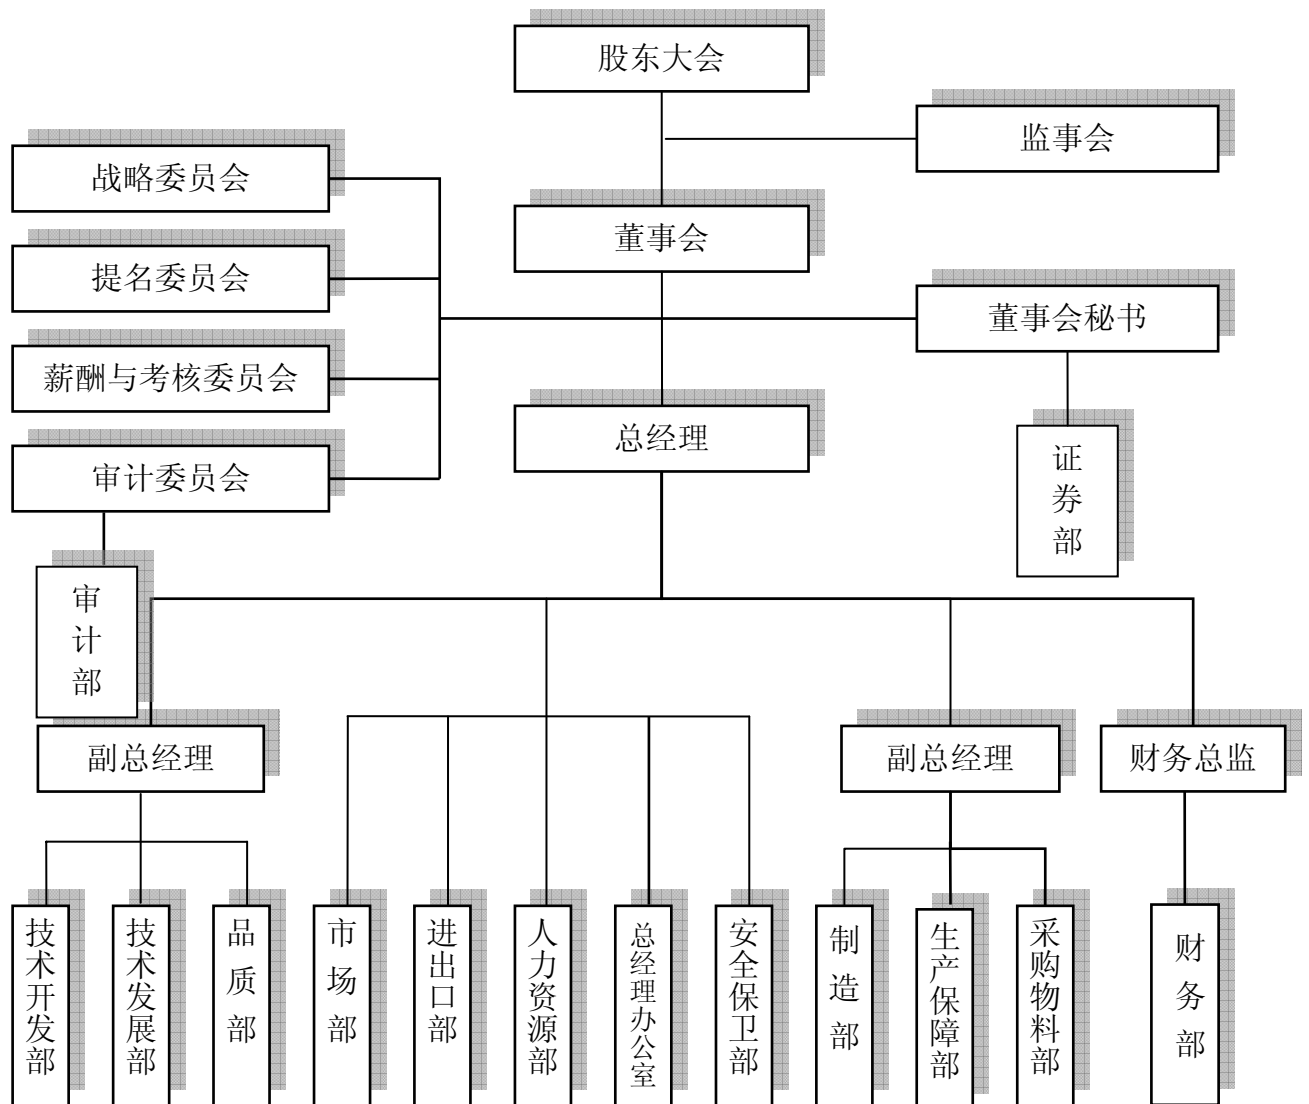 股东大会
监事会
战略委员会
董事会
提名委员会
董事会秘书
薪酬与考核委员会
总经理
审计委员会
证券部
审计部
副总经理
副总经理
财务总监
技术开发部
技术发展部
品质部
市场部
进出口部
人力资源部
总经理办公室
安全保卫部
制造部
生产保障部
采购物料部
财务部